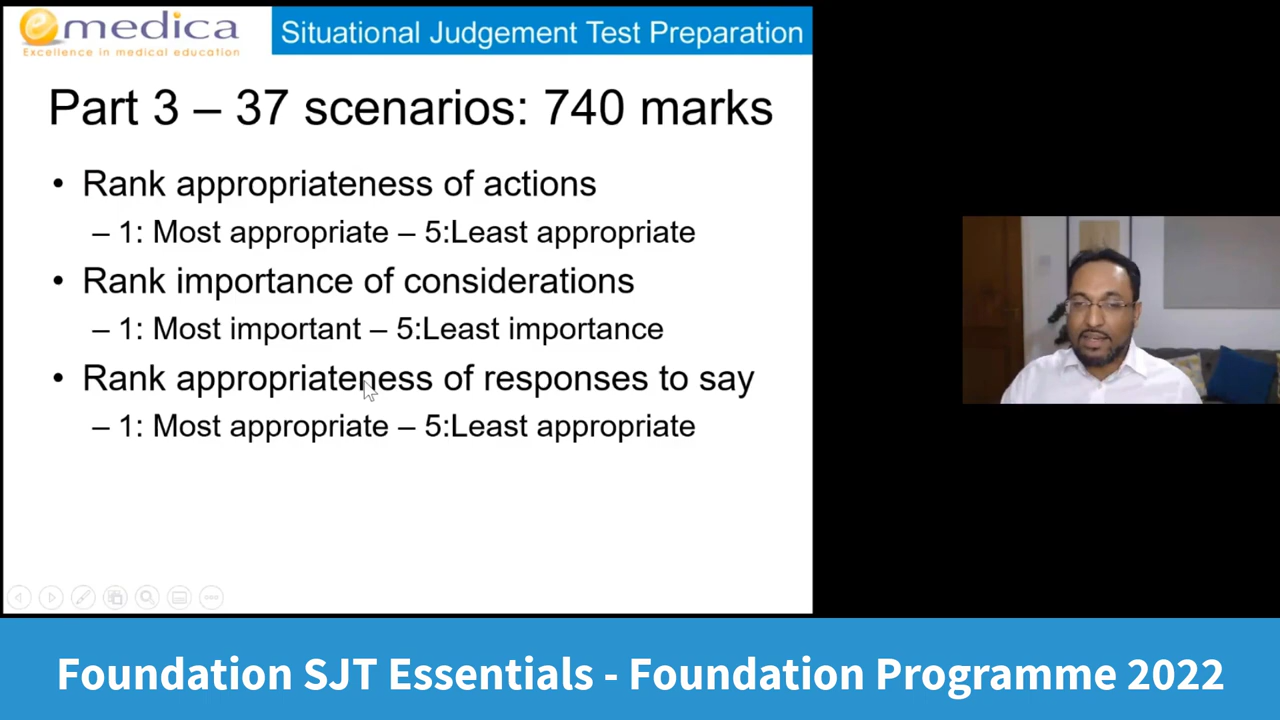 emedica
Excellence in medical education
Situational Judgement Test Preparation
Part 3 – 37 scenarios: 740 marks
• Rank appropriateness of actions
– 1: Most appropriate – 5:Least appropriate
• Rank importance of considerations
– 1: Most important – 5:Least importance
• Rank appropriateness of responses to say
– 1: Most appropriate – 5:Least appropriate
Foundation SJT Essentials - Foundation Programme 2022